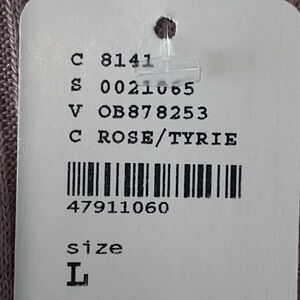 C 8141
S 0021065
V OB878253
C ROSE/TYRIE
47911060
size
L